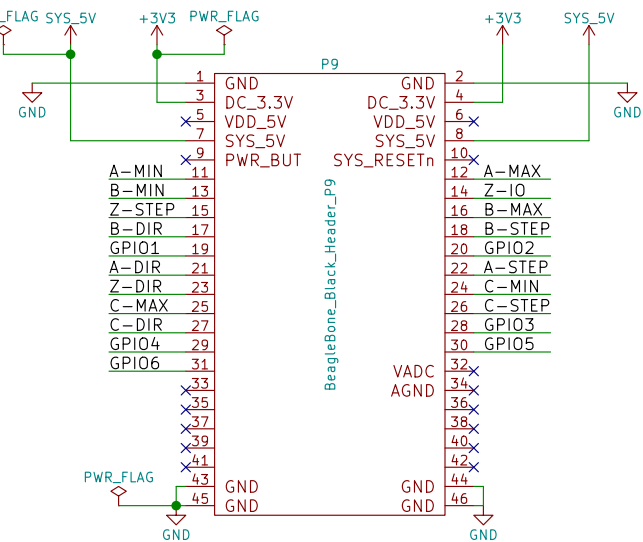 _FLAG SYS_5V +3V3 PWR_FLAG +3V3 SYS_5V
P9
1 GND GND 2
GND GND
3 DC_3.3V DC_3.3V 4
5 VDD_5V VDD_5V 6
7 SYS_5V SYS_5V 8
9 PWR_BUT SYS_RESETn 10
A-MIN 11 12 A-MAX
B-MIN 13 14 Z-IO
Z-STEP 15 16 B-MAX
B-DIR 17 18 B-STEP
GPIO1 19 20 GPIO2
A-DIR 21 22 A-STEP
Z-DIR 23 24 C-MIN
C-MAX 25 26 C-STEP
C-DIR 27 28 GPIO3
GPIO4 29 30 GPIO5
GPIO6 31 VADC 32
33 AGND 34
35 36
37 38
39 40
41 42
BeagleBone_Black_Header_P9
PWR_FLAG
43 GND GND 44
45 GND GND 46
GND GND